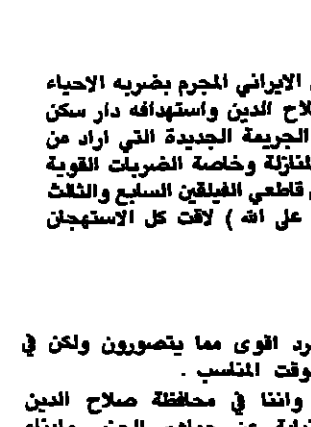 الايراني المجرم بضربه الاحياء
لاح الدين واستهدافه دار سكن
الجريمة الجديدة التي اراد من
لمنازلة وخاصة الضربات القوية
قاطعي الفيلقين السابع والثالث
على الله ) لاقت كل الاستهجان
رد اقوى مما يتصورون ولكن في
وقت المناسب .
واننا في محافظة صلاح الدين